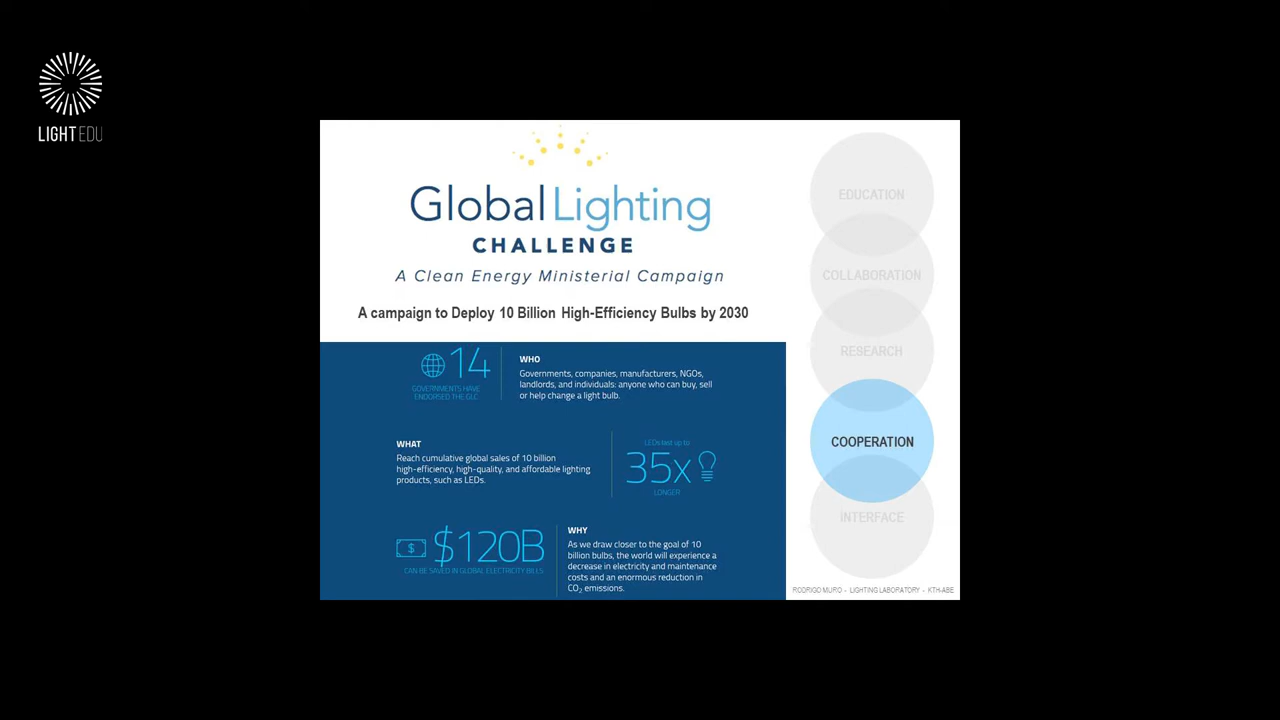 LIGHT EDU
Global Lighting
CHALLENGE
A Clean Energy Ministerial Campaign
A campaign to Deploy 10 Billion High-Efficiency Bulbs by 2030
14
GOVERNMENTS HAVE
ENDORSED THE GLC
WHO
Governments, companies, manufacturers, NGOs,
landlords, and individuals: anyone who can buy, sell
or help change a light bulb.
WHAT
Reach cumulative global sales of 10 billion
high-efficiency, high-quality, and affordable lighting
products, such as LEDs.
LEDs last up to
35x
LONGER
$
$120B
CAN BE SAVED IN GLOBAL ELECTRICITY BILLS
WHY
As we draw closer to the goal of 10
billion bulbs, the world will experience a
decrease in electricity and maintenance
costs and an enormous reduction in
CO₂ emissions.
EDUCATION
COLLABORATION
RESEARCH
COOPERATION
INTERFACE
RODRIGO MURO - LIGHTING LABORATORY - KTH-ABE